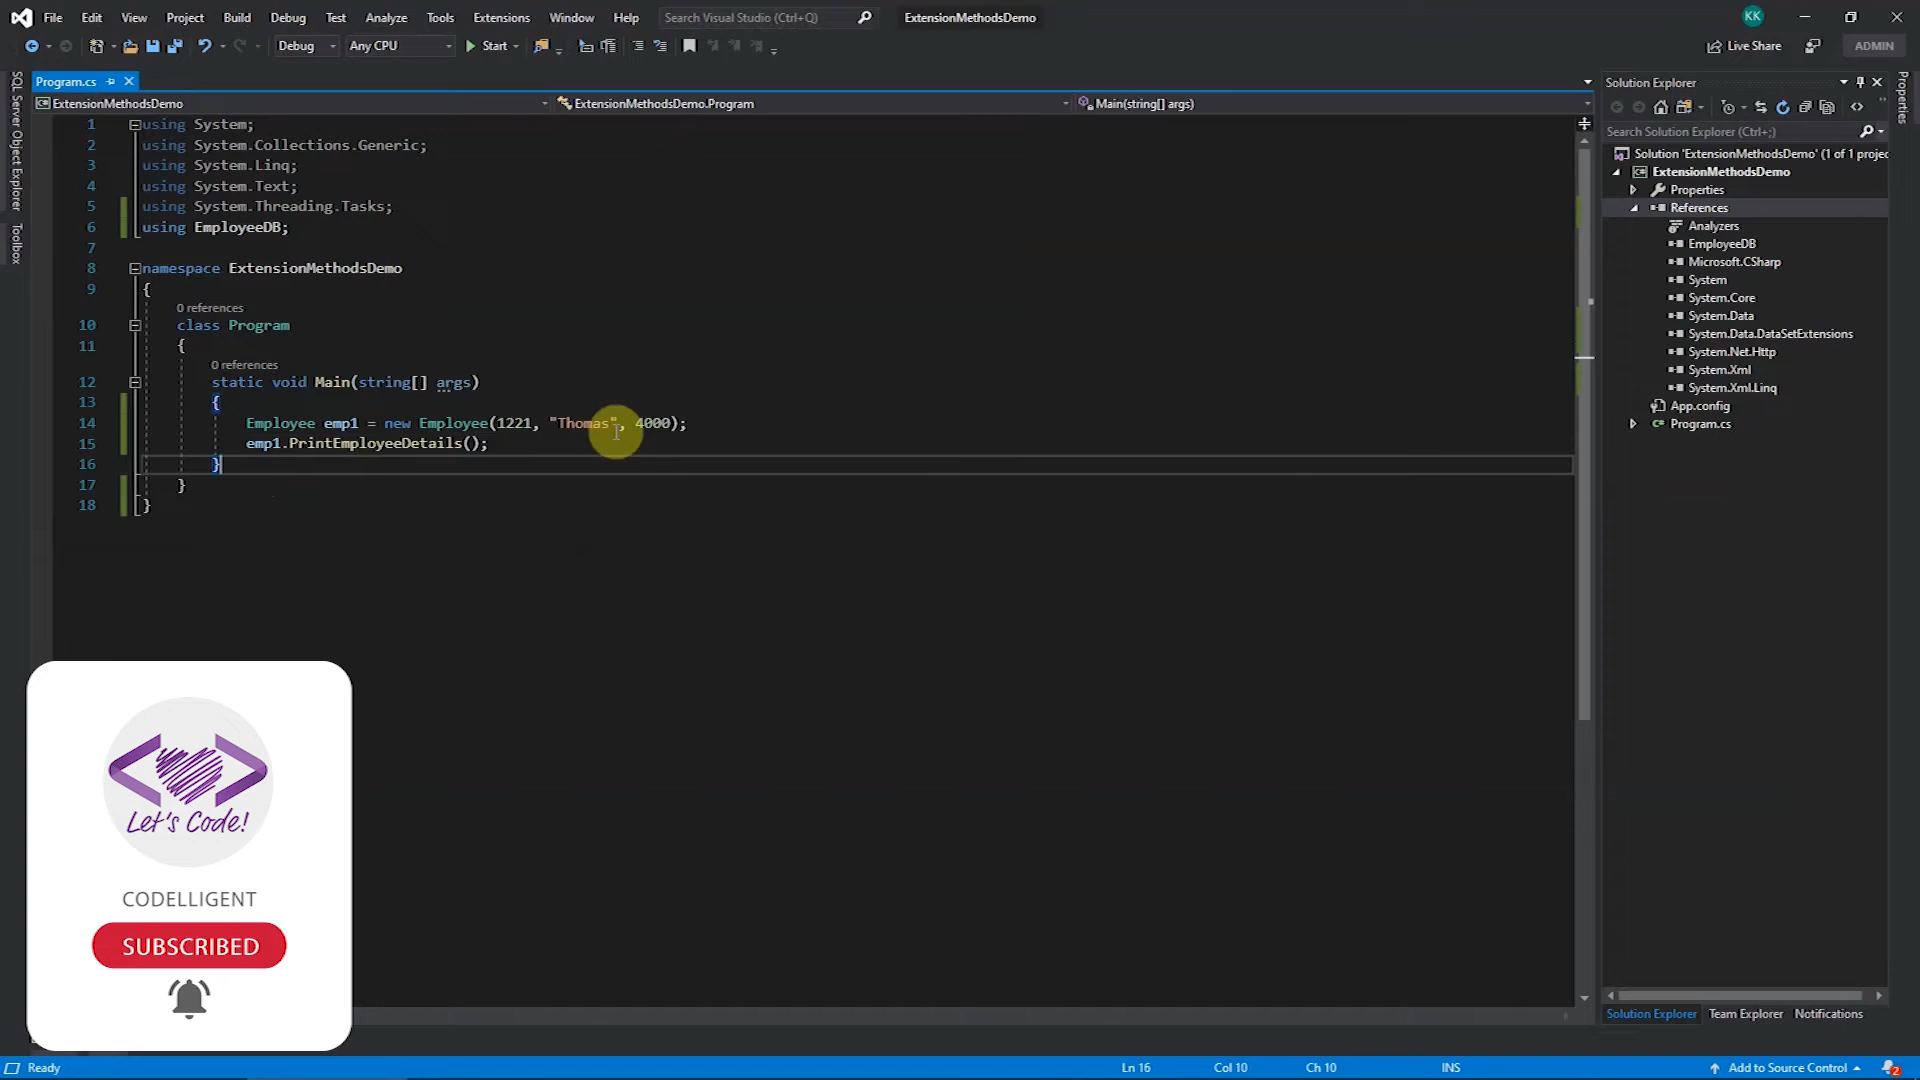 File Edit View Project Build Debug Test Analyze Tools Extensions Window Help Search Visual Studio (Ctrl+Q) ExtensionMethodsDemo KK
Debug Any CPU Start Live Share ADMIN
SQL Server Object Explorer
Toolbox
Program.cs
ExtensionMethodsDemo ExtensionMethodsDemo.Program Main(string[] args)
1 using System;
2 using System.Collections.Generic;
3 using System.Linq;
4 using System.Text;
5 using System.Threading.Tasks;
6 using EmployeeDB;
7
8 namespace ExtensionMethodsDemo
9 {
0 references
10 class Program
11 {
0 references
12 static void Main(string[] args)
13 {
14 Employee emp1 = new Employee(1221, "Thomas", 4000);
15 emp1.PrintEmployeeDetails();
16 }
17 }
18 }
Solution Explorer
Search Solution Explorer (Ctrl+;)
Solution 'ExtensionMethodsDemo' (1 of 1 projec
ExtensionMethodsDemo
Properties
References
Analyzers
EmployeeDB
Microsoft.CSharp
System
System.Core
System.Data
System.Data.DataSetExtensions
System.Net.Http
System.Xml
System.Xml.Linq
App.config
C# Program.cs
Solution Explorer Team Explorer Notifications
Properties
Let's Code!
CODELLIGENT
SUBSCRIBED
Ready Ln 16 Col 10 Ch 10 INS Add to Source Control 2